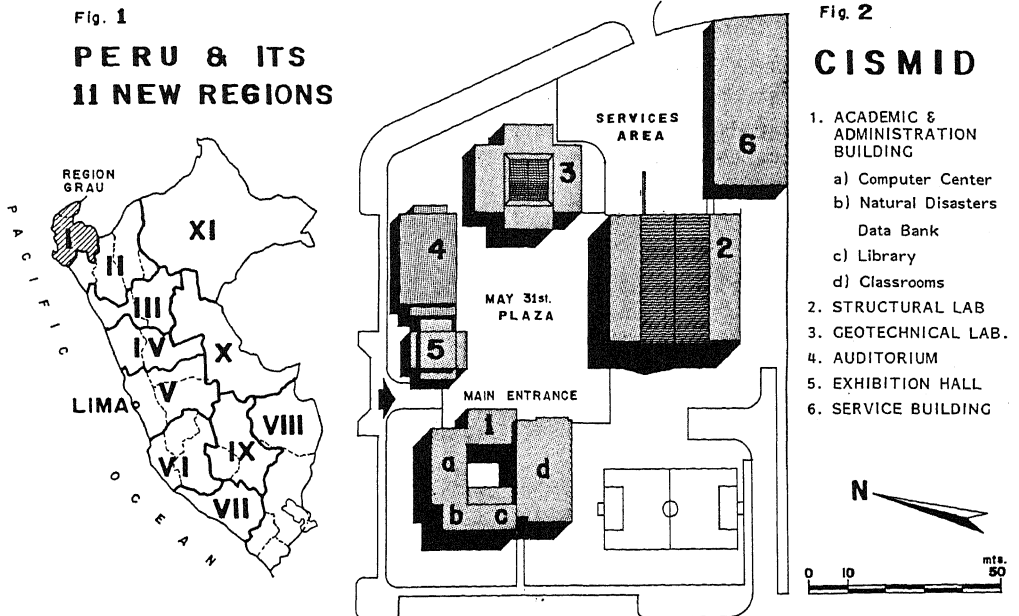 Fig. 1
PERU & ITS
11 NEW REGIONS
REGION
GRAU
PACIFIC
OCEAN
I
II
III
IV
V
VI
VII
VIII
IX
X
XI
LIMA
SERVICES
AREA
6
3
4
2
MAY 31st.
PLAZA
5
MAIN ENTRANCE
1
a
b
c
d
Fig. 2
CISMID
1. ACADEMIC &
ADMINISTRATION
BUILDING
a) Computer Center
b) Natural Disasters
Data Bank
c) Library
d) Classrooms
2. STRUCTURAL LAB
3. GEOTECHNICAL LAB.
4. AUDITORIUM
5. EXHIBITION HALL
6. SERVICE BUILDING
N
mts.
0 10 50